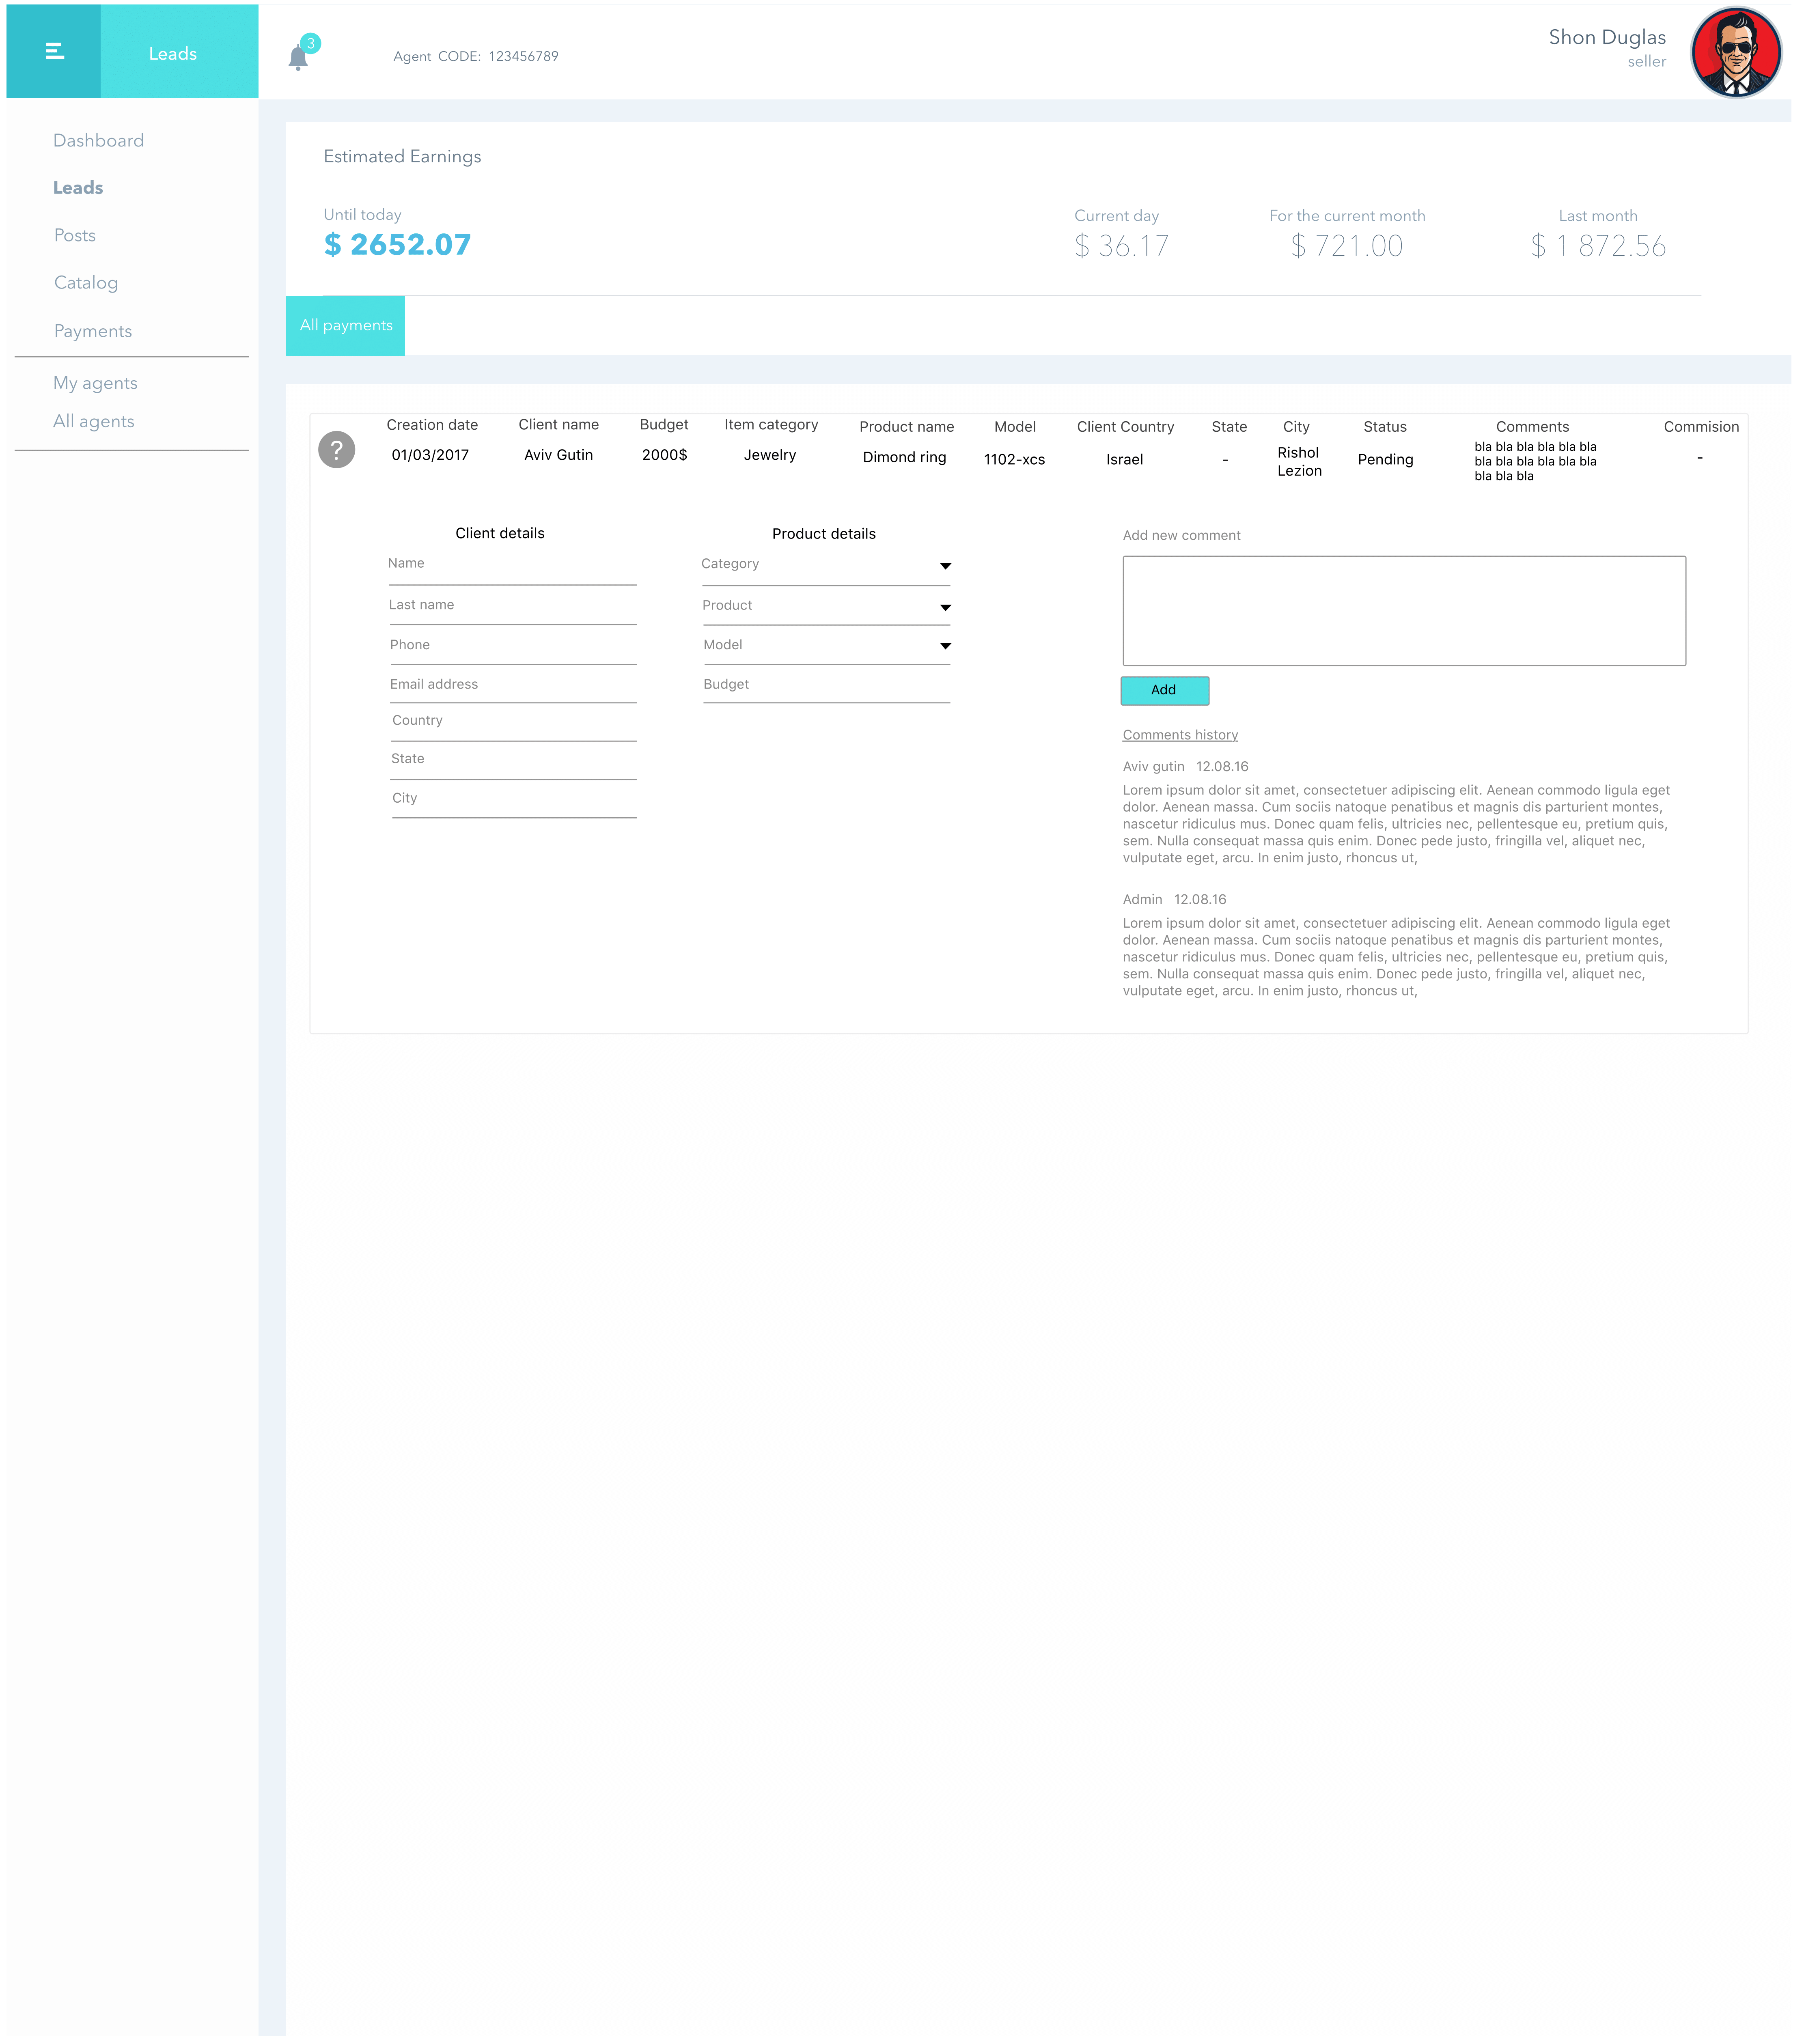 Leads
3
Agent CODE: 123456789
Shon Duglas
seller
Dashboard
Leads
Posts
Catalog
Payments
My agents
All agents
Estimated Earnings
Until today
$ 2652.07
Current day
$ 36.17
For the current month
$ 721.00
Last month
$ 1 872.56
All payments
?
Creation date Client name Budget Item category Product name Model Client Country State City Status Comments Commision
01/03/2017 Aviv Gutin 2000$ Jewelry Dimond ring 1102-xcs Israel - Rishol Lezion Pending
bla bla bla bla bla bla
bla bla bla bla bla bla
bla bla bla
-
Client details
Name
Last name
Phone
Email address
Country
State
City
Product details
Category
Product
Model
Budget
Add new comment
Add
Comments history
Aviv gutin 12.08.16
Lorem ipsum dolor sit amet, consectetuer adipiscing elit. Aenean commodo ligula eget
dolor. Aenean massa. Cum sociis natoque penatibus et magnis dis parturient montes,
nascetur ridiculus mus. Donec quam felis, ultricies nec, pellentesque eu, pretium quis,
sem. Nulla consequat massa quis enim. Donec pede justo, fringilla vel, aliquet nec,
vulputate eget, arcu. In enim justo, rhoncus ut,
Admin 12.08.16
Lorem ipsum dolor sit amet, consectetuer adipiscing elit. Aenean commodo ligula eget
dolor. Aenean massa. Cum sociis natoque penatibus et magnis dis parturient montes,
nascetur ridiculus mus. Donec quam felis, ultricies nec, pellentesque eu, pretium quis,
sem. Nulla consequat massa quis enim. Donec pede justo, fringilla vel, aliquet nec,
vulputate eget, arcu. In enim justo, rhoncus ut,